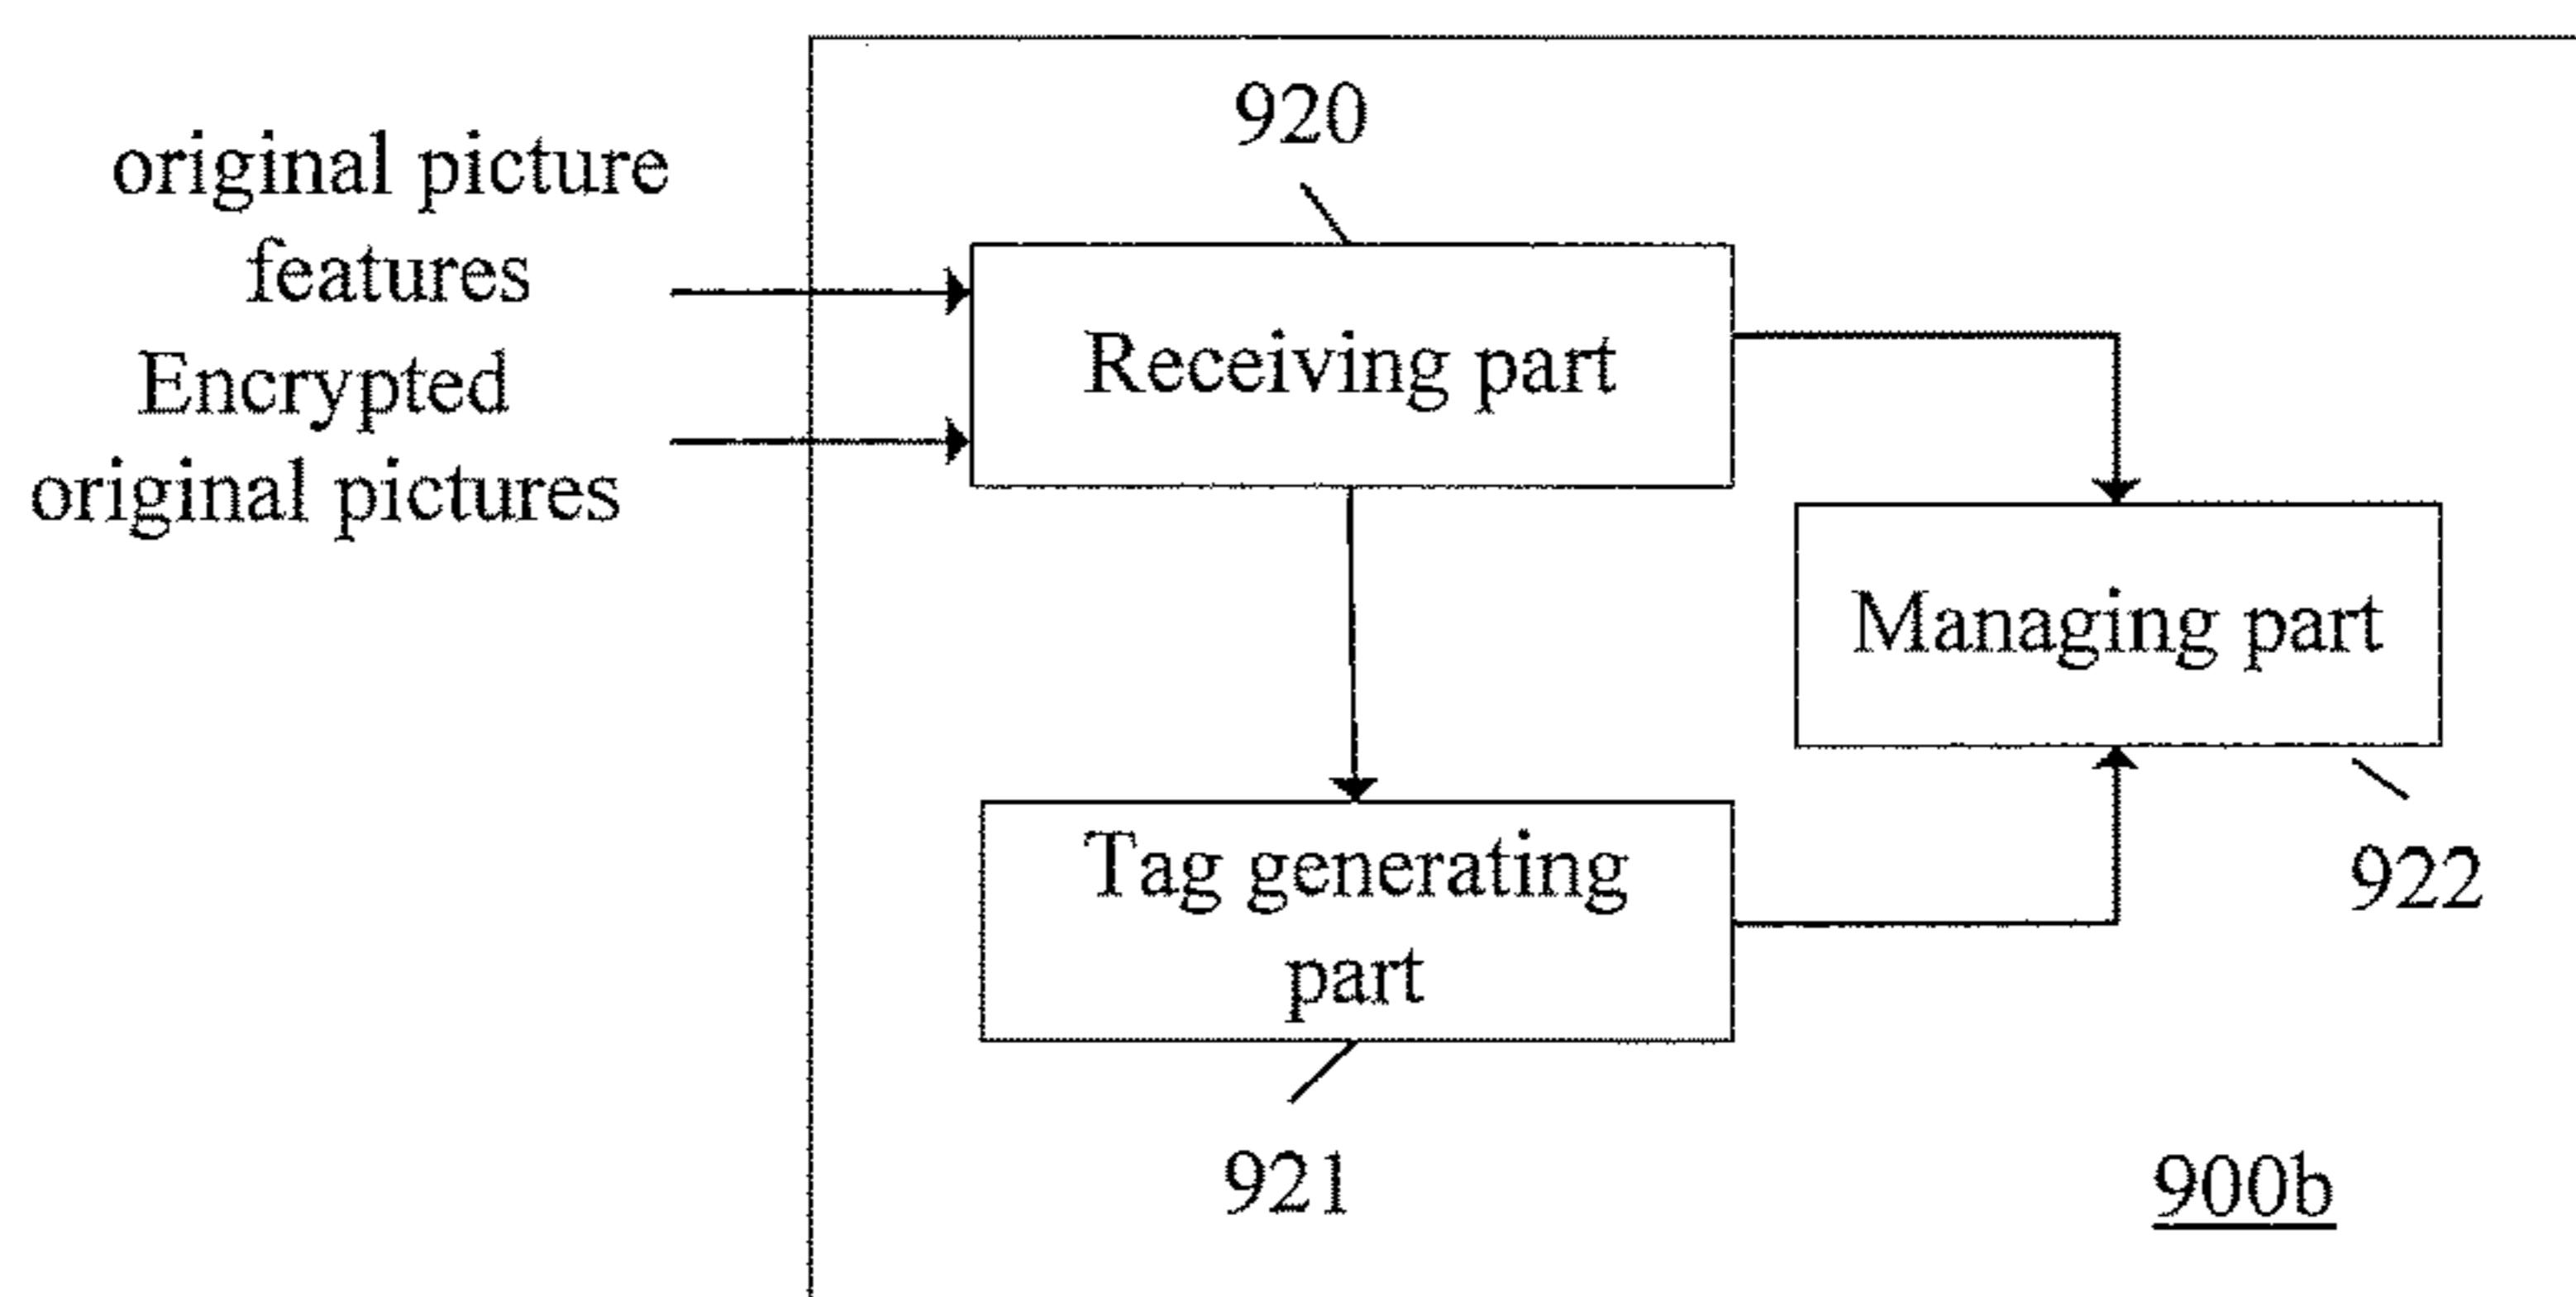 920
original picture
features
Encrypted
original pictures
Receiving part
Managing part
922
Tag generating
part
921
900b